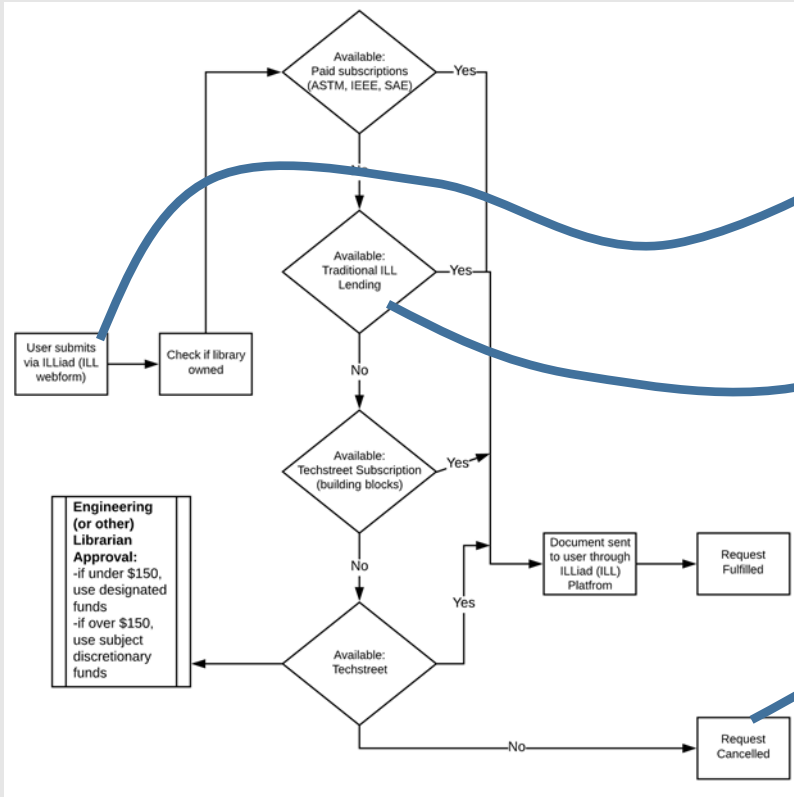 Available:
Paid subscriptions
(ASTM, IEEE, SAE)
Yes
Available:
Traditional ILL
Lending
Yes
User submits
via ILLiad (ILL
webform)
Check if library
owned
No
Available:
Techstreet Subscription
(building blocks)
Yes
Engineering
(or other)
Librarian
Approval:
-if under $150,
use designated
funds
-if over $150,
use subject
discretionary
funds
No
Document sent
to user through
ILLiad (ILL)
Platfrom
Request
Fulfilled
Yes
Available:
Techstreet
No
Request
Cancelled